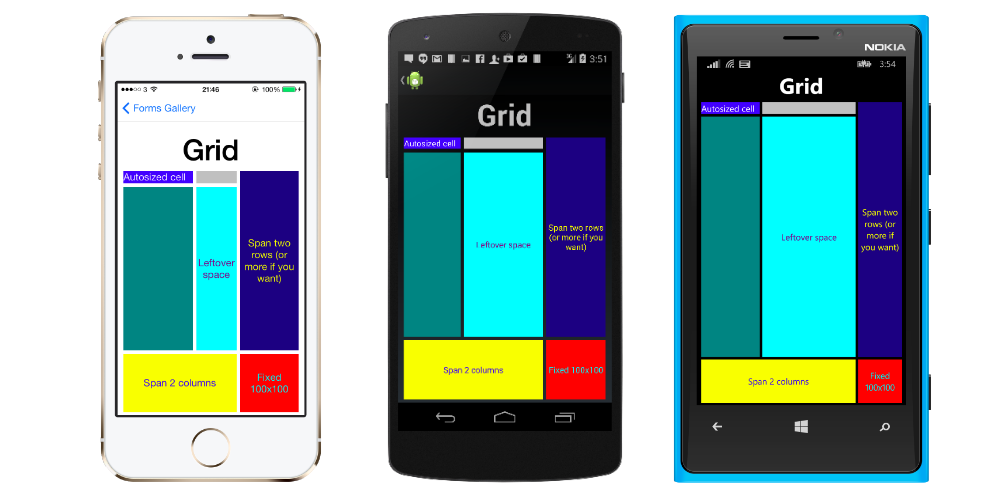 3
21:46
100%
Forms Gallery
Grid
Autosized cell
Leftover
space
Span two
rows (or
more if you
want)
Span 2 columns
Fixed
100x100
3G
3:51
Grid
Autosized cell
Leftover space
Span two rows
(or more if you
want)
Span 2 columns
Fixed 100x100
NOKIA
3:54
Grid
Autosized cell
Leftover space
Span two
rows (or
more if
you want)
Span 2 columns
Fixed
100x100